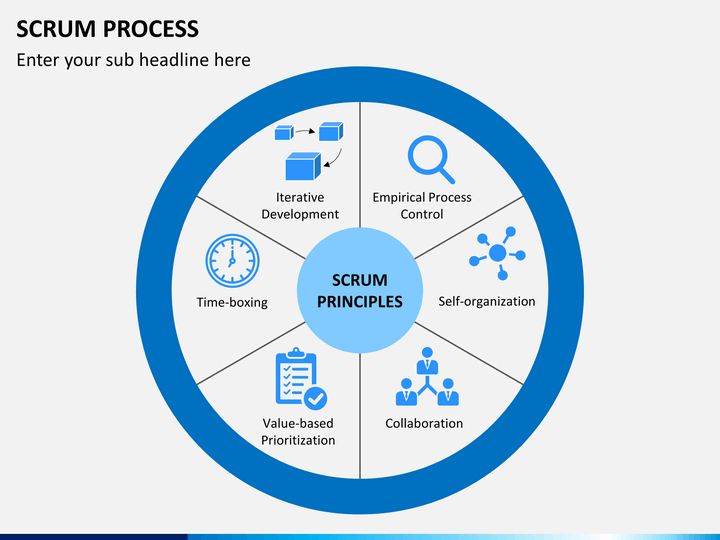 SCRUM PROCESS
Enter your sub headline here
Iterative
Development
Empirical Process
Control
Time-boxing
SCRUM
PRINCIPLES
Self-organization
Value-based
Prioritization
Collaboration